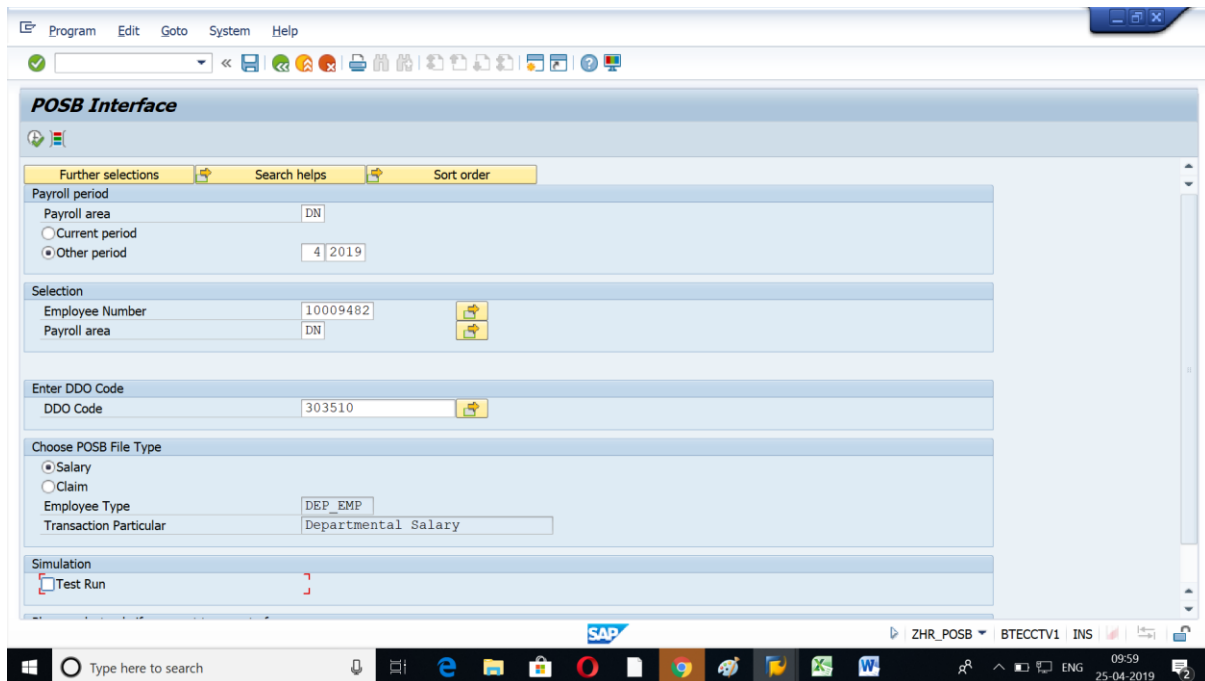 Program Edit Goto System Help
POSB Interface
Further selections Search helps Sort order
Payroll period
Payroll area DN
Current period
Other period 4 2019
Selection
Employee Number 10009482
Payroll area DN
Enter DDO Code
DDO Code 303510
Choose POSB File Type
Salary
Claim
Employee Type DEP_EMP
Transaction Particular Departmental Salary
Simulation
Test Run
SAP ZHR_POSB BTECCTV1 INS
Type here to search ENG 09:59
25-04-2019